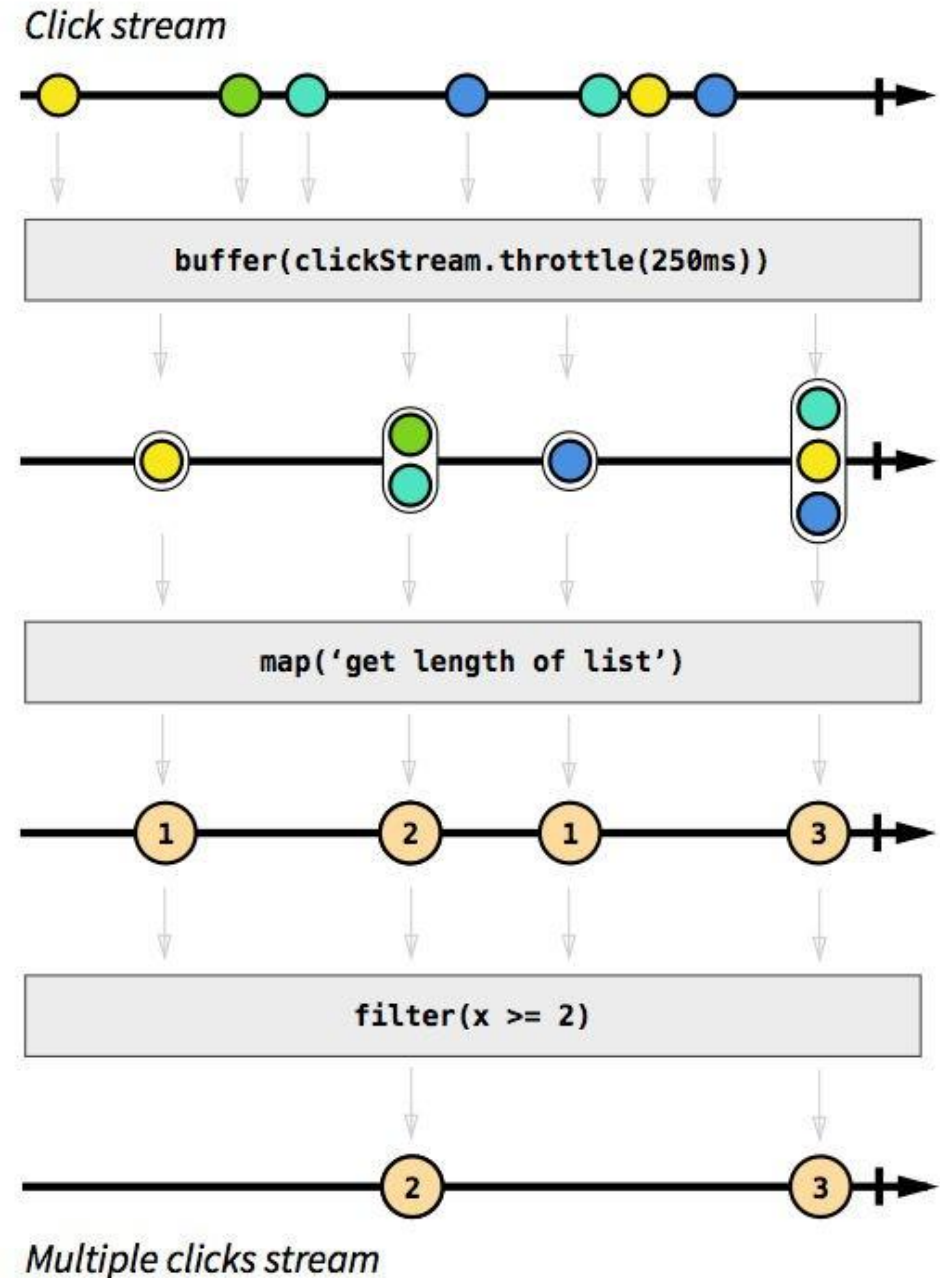 Click stream
buffer(clickStream.throttle(250ms))
map(‘get length of list’)
1 2 1 3
filter(x >= 2)
2 3
Multiple clicks stream